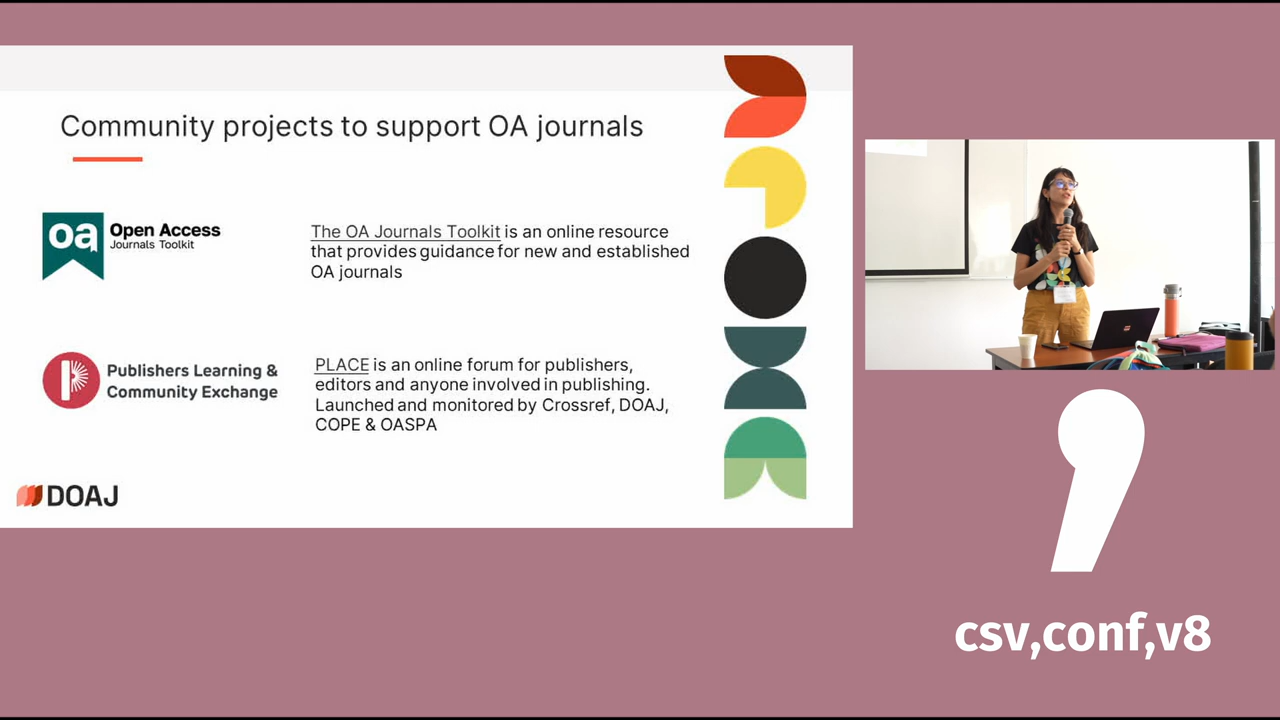 Community projects to support OA journals
oa Open Access
Journals Toolkit
The OA Journals Toolkit is an online resource
that provides guidance for new and established
OA journals
Publishers Learning &
Community Exchange
PLACE is an online forum for publishers,
editors and anyone involved in publishing.
Launched and monitored by Crossref, DOAJ,
COPE & OASPA
DOAJ
csv,conf,v8